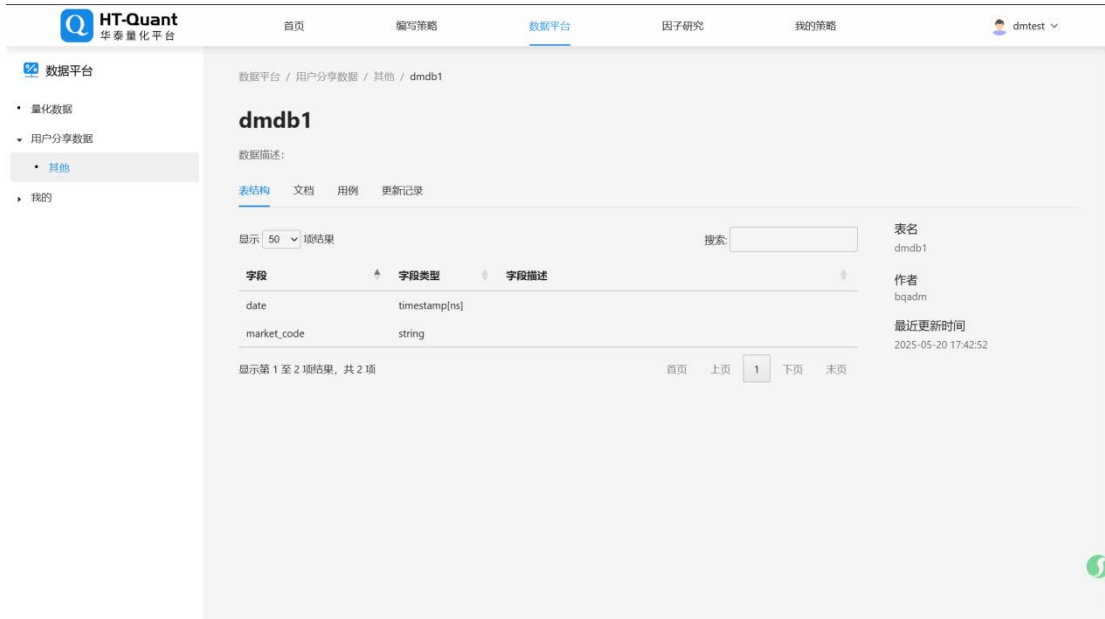 HT-Quant
华泰量化平台
首页 编写策略 数据平台 因子研究 我的策略 dmtest
数据平台
量化数据
用户分享数据
其他
我的
数据平台 / 用户分享数据 / 其他 / dmdb1
dmdb1
数据描述:
表结构 文档 用例 更新记录
显示 50 项结果 搜索:
字段 字段类型 字段描述
date timestamp[ns]
market_code string
显示第 1 至 2 项结果，共 2 项 首页 上页 1 下页 末页
表名
dmdb1
作者
bqadm
最近更新时间
2025-05-20 17:42:52